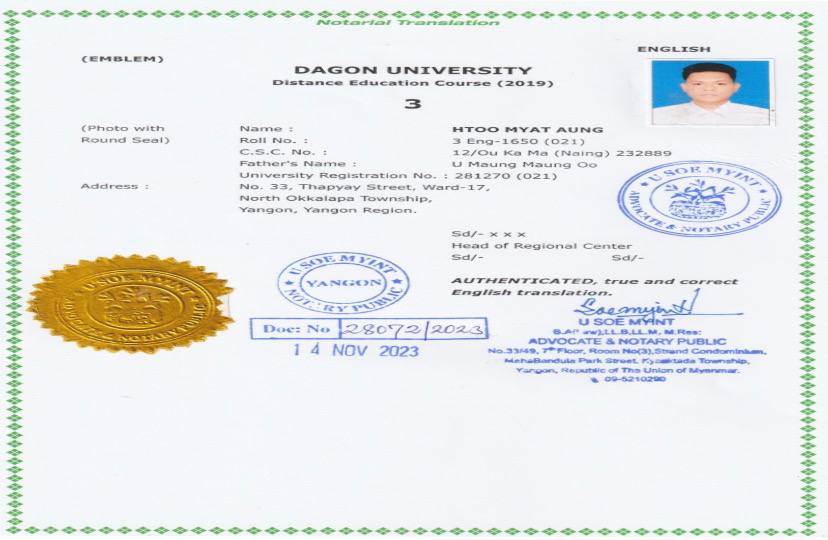 Notarial Translation
ENGLISH
(EMBLEM)
DAGON UNIVERSITY
Distance Education Course (2019)
3
(Photo with
Round Seal)
Name : HTOO MYAT AUNG
Roll No. : 3 Eng-1650 (021)
C.S.C. No. : 12/Ou Ka Ma (Naing) 232889
Father's Name : U Maung Maung Oo
University Registration No. : 281270 (021)
Address : No. 33, Thapyay Street, Ward-17,
North Okkalapa Township,
Yangon, Yangon Region.
U SOE MYINT
ADVOCATE & NOTARY PUBLIC
Sd/- x x x
Head of Regional Center
Sd/- Sd/-
U SOE MYINT
YANGON
NOTARY PUBLIC
U SOE MYINT
ADVOCATE & NOTARY PUBLIC
AUTHENTICATED, true and correct
English translation.
Soemyint
Doc: No 28072/2023
14 NOV 2023
U SOE MYINT
LL.B,LL.M, M.Res:
ADVOCATE & NOTARY PUBLIC
No.33/49, 7th Floor, Room No(3),Strand Condominium,
MahaBandula Park Street, Kyauktada Township,
Yangon, Republic of The Union of Myanmar.
09-5210290